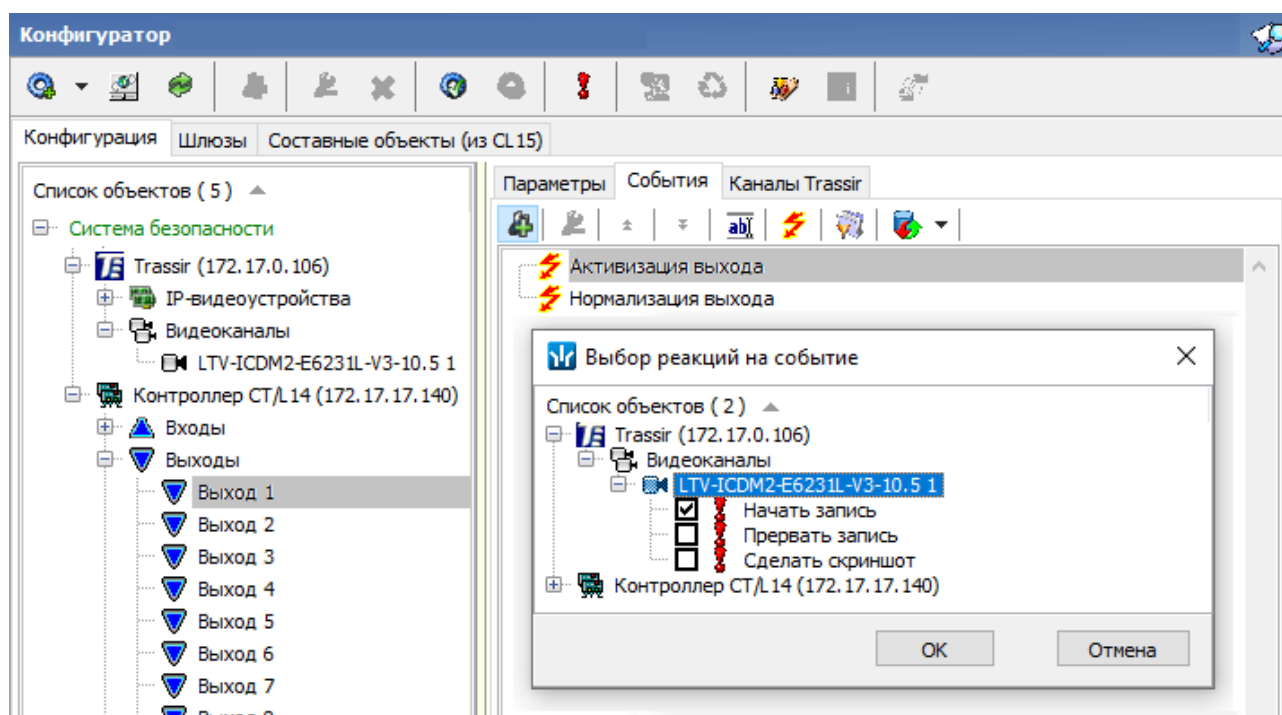 Конфигуратор
Конфигурация Шлюзы Составные объекты (из CL15)
Список объектов ( 5 )
Система безопасности
Trassir (172.17.0.106)
IP-видеоустройства
Видеоканалы
LTV-ICDM2-E6231L-V3-10.5 1
Контроллер CT/L14 (172.17.17.140)
Входы
Выходы
Выход 1
Выход 2
Выход 3
Выход 4
Выход 5
Выход 6
Выход 7
Параметры События Каналы Trassir
abI
Активизация выхода
Нормализация выхода
Выбор реакций на событие
Список объектов ( 2 )
Trassir (172.17.0.106)
Видеоканалы
LTV-ICDM2-E6231L-V3-10.5 1
Начать запись
Прервать запись
Сделать скриншот
Контроллер CT/L14 (172.17.17.140)
OK Отмена